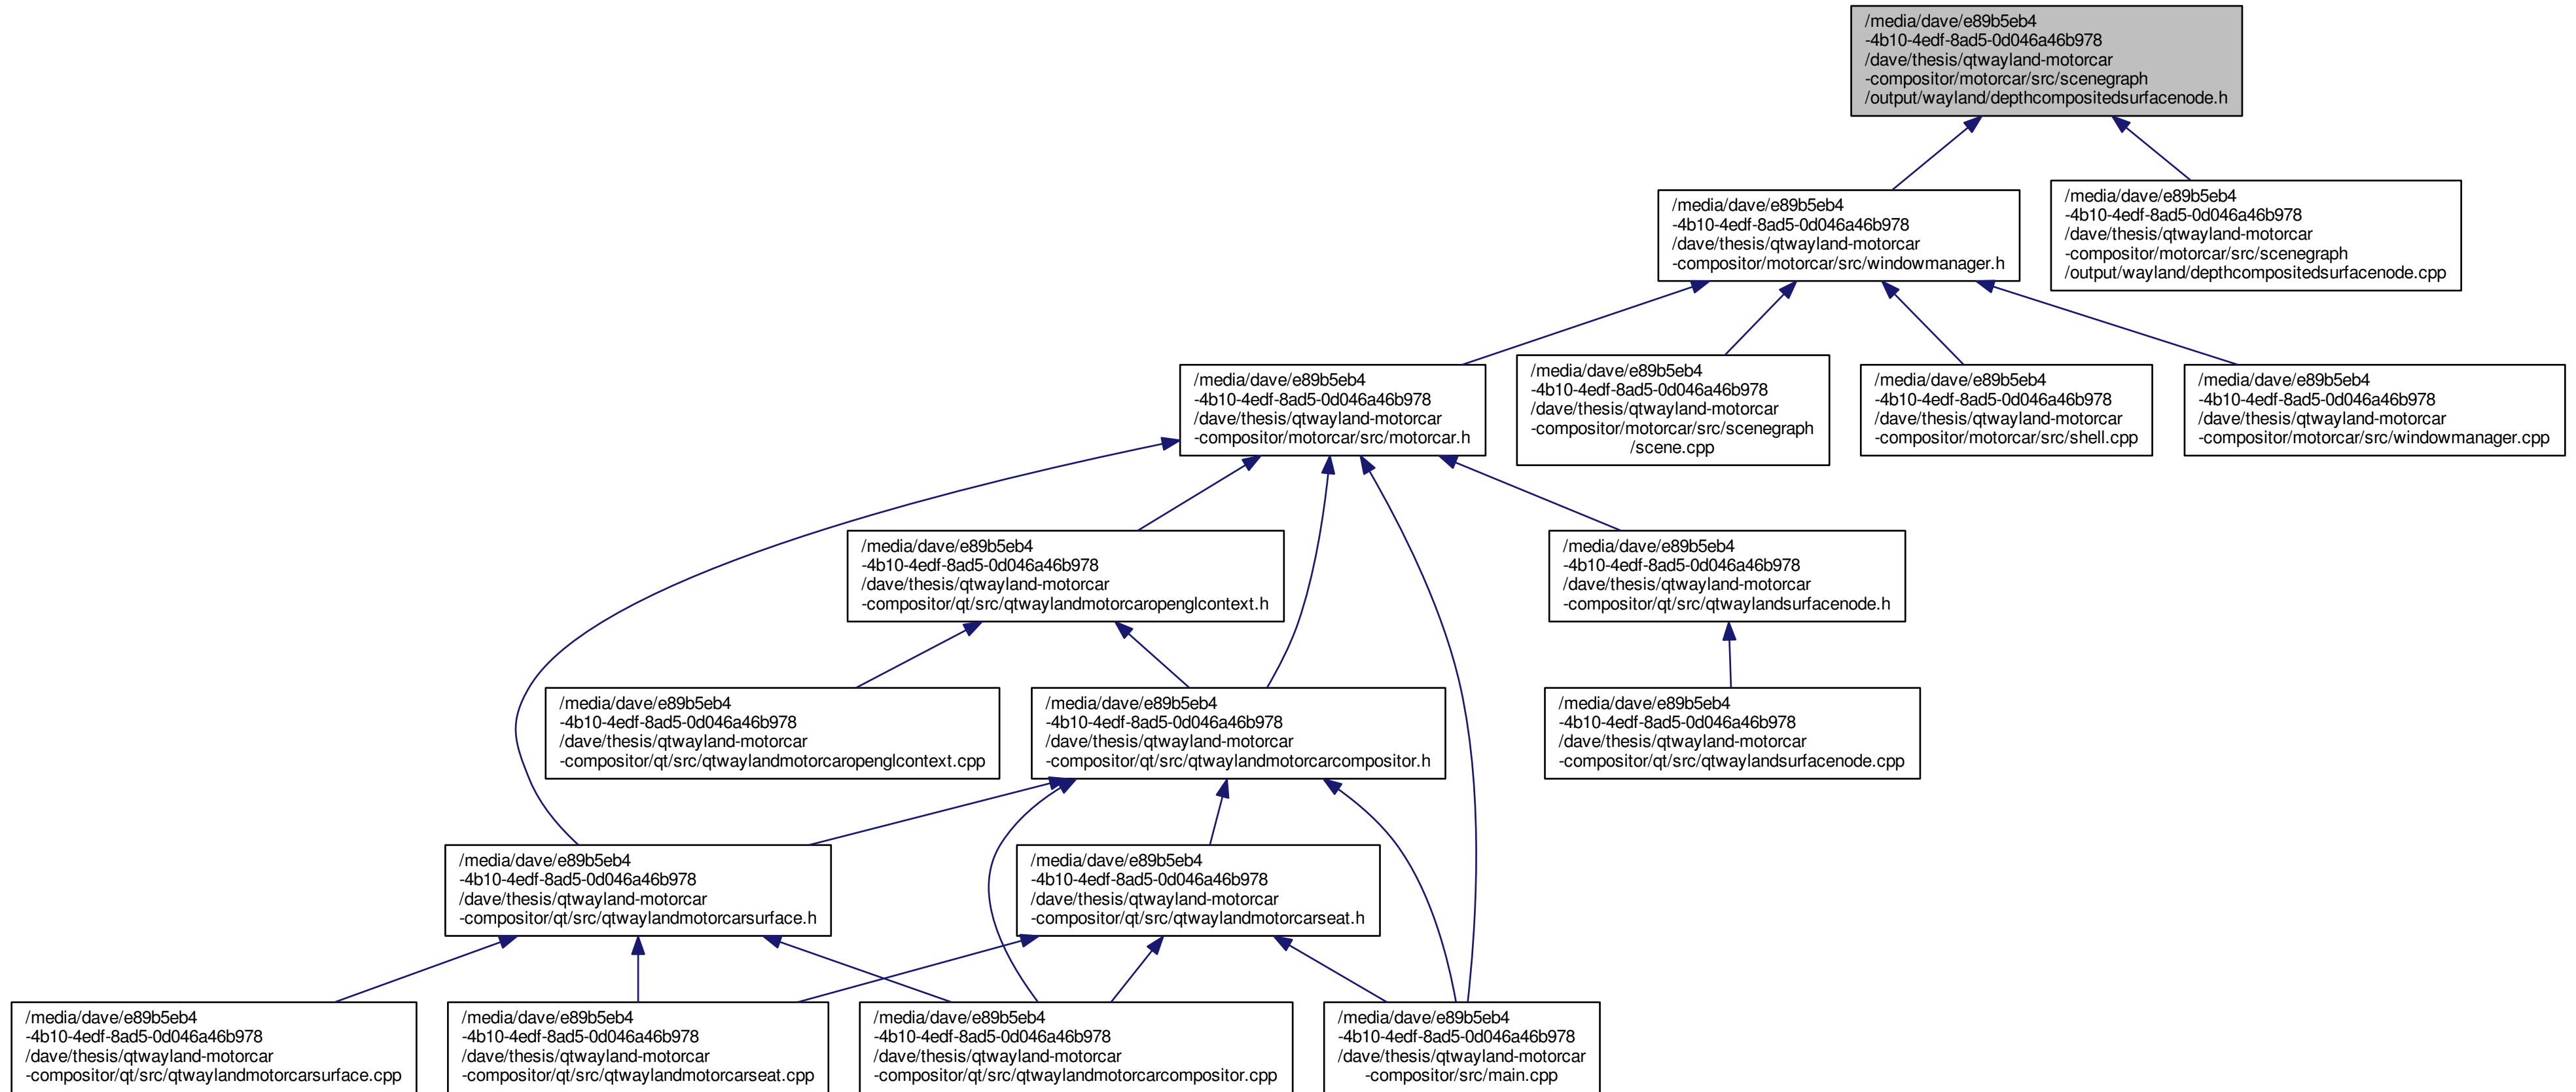 /media/dave/e89b5eb4
-4b10-4edf-8ad5-0d046a46b978
/dave/thesis/qtwayland-motorcar
-compositor/motorcar/src/scenegraph
/output/wayland/depthcompositedsurfacenode.h
/media/dave/e89b5eb4
-4b10-4edf-8ad5-0d046a46b978
/dave/thesis/qtwayland-motorcar
-compositor/motorcar/src/windowmanager.h
/media/dave/e89b5eb4
-4b10-4edf-8ad5-0d046a46b978
/dave/thesis/qtwayland-motorcar
-compositor/motorcar/src/scenegraph
/output/wayland/depthcompositedsurfacenode.cpp
/media/dave/e89b5eb4
-4b10-4edf-8ad5-0d046a46b978
/dave/thesis/qtwayland-motorcar
-compositor/motorcar/src/motorcar.h
/media/dave/e89b5eb4
-4b10-4edf-8ad5-0d046a46b978
/dave/thesis/qtwayland-motorcar
-compositor/motorcar/src/scenegraph
/scene.cpp
/media/dave/e89b5eb4
-4b10-4edf-8ad5-0d046a46b978
/dave/thesis/qtwayland-motorcar
-compositor/motorcar/src/shell.cpp
/media/dave/e89b5eb4
-4b10-4edf-8ad5-0d046a46b978
/dave/thesis/qtwayland-motorcar
-compositor/motorcar/src/windowmanager.cpp
/media/dave/e89b5eb4
-4b10-4edf-8ad5-0d046a46b978
/dave/thesis/qtwayland-motorcar
-compositor/qt/src/qtwaylandmotorcaropenglcontext.h
/media/dave/e89b5eb4
-4b10-4edf-8ad5-0d046a46b978
/dave/thesis/qtwayland-motorcar
-compositor/qt/src/qtwaylandsurfacenode.h
/media/dave/e89b5eb4
-4b10-4edf-8ad5-0d046a46b978
/dave/thesis/qtwayland-motorcar
-compositor/qt/src/qtwaylandmotorcaropenglcontext.cpp
/media/dave/e89b5eb4
-4b10-4edf-8ad5-0d046a46b978
/dave/thesis/qtwayland-motorcar
-compositor/qt/src/qtwaylandmotorcarcompositor.h
/media/dave/e89b5eb4
-4b10-4edf-8ad5-0d046a46b978
/dave/thesis/qtwayland-motorcar
-compositor/qt/src/qtwaylandsurfacenode.cpp
/media/dave/e89b5eb4
-4b10-4edf-8ad5-0d046a46b978
/dave/thesis/qtwayland-motorcar
-compositor/qt/src/qtwaylandmotorcarsurface.h
/media/dave/e89b5eb4
-4b10-4edf-8ad5-0d046a46b978
/dave/thesis/qtwayland-motorcar
-compositor/qt/src/qtwaylandmotorcarseat.h
/media/dave/e89b5eb4
-4b10-4edf-8ad5-0d046a46b978
/dave/thesis/qtwayland-motorcar
-compositor/qt/src/qtwaylandmotorcarsurface.cpp
/media/dave/e89b5eb4
-4b10-4edf-8ad5-0d046a46b978
/dave/thesis/qtwayland-motorcar
-compositor/qt/src/qtwaylandmotorcarseat.cpp
/media/dave/e89b5eb4
-4b10-4edf-8ad5-0d046a46b978
/dave/thesis/qtwayland-motorcar
-compositor/qt/src/qtwaylandmotorcarcompositor.cpp
/media/dave/e89b5eb4
-4b10-4edf-8ad5-0d046a46b978
/dave/thesis/qtwayland-motorcar
-compositor/src/main.cpp